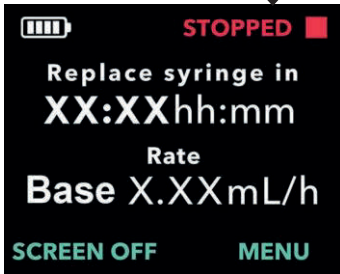 STOPPED
Replace syringe in
XX:XXhh:mm
Rate
Base X.XXmL/h
SCREEN OFF MENU